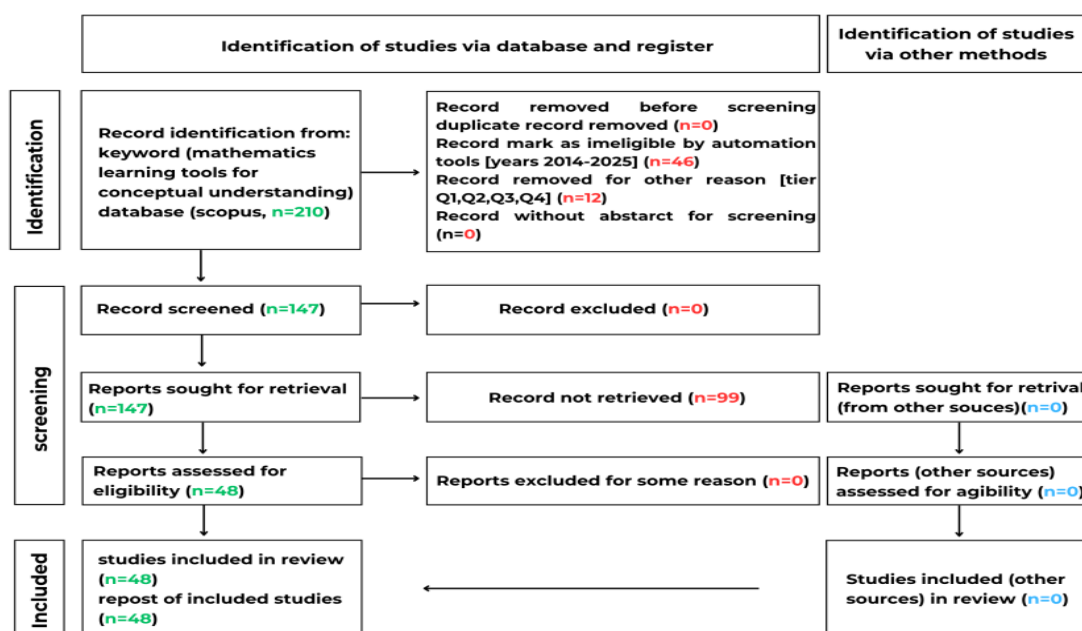 Identification of studies via database and register
Identification of studies
via other methods
Identification
Record identification from:
keyword (mathematics
learning tools for
conceptual understanding)
database (scopus, n=210)
Record removed before screening
duplicate record removed (n=0)
Record mark as imeligible by automation
tools [years 2014-2025] (n=46)
Record removed for other reason [tier
Q1,Q2,Q3,Q4] (n=12)
Record without abstarct for screening
(n=0)
screening
Record screened (n=147)
Record excluded (n=0)
Reports sought for retrieval
(n=147)
Record not retrieved (n=99)
Reports sought for retrival
(from other souces)(n=0)
Reports assessed for
eligibility (n=48)
Reports excluded for some reason (n=0)
Reports (other sources)
assessed for agibility (n=0)
Included
studies included in review
(n=48)
repost of included studies
(n=48)
Studies included (other
sources) in review (n=0)